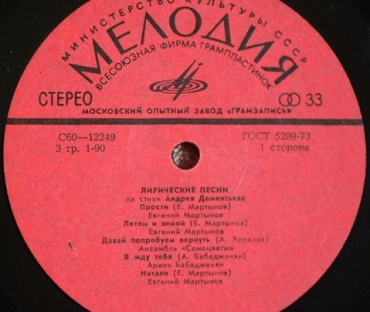 МИНИСТЕРСТВО КУЛЬТУРЫ СССР
МЕЛОДИЯ
ВСЕСОЮЗНАЯ ФИРМА ГРАМПЛАСТИНОК
СТЕРЕО
33
МОСКОВСКИЙ ОПЫТНЫЙ ЗАВОД «ГРАМЗАПИСЬ»
С60—12249
ГОСТ 5289-73
3 гр. 1-90
1 сторона
ЛИРИЧЕСКИЕ ПЕСНИ
на стихи Андрея Дементьева
Прости (Е. Мартынов)
Евгений Мартынов
Летом и зимой (Е. Мартынов)
Евгений Мартынов
Давай попробуем вернуть (А. Королев)
Ансамбль «Самоцветы»
Я жду тебя (А. Бабаджанян)
Араик Бабаджанян
Натали (Е. Мартынов)
Евгений Мартынов